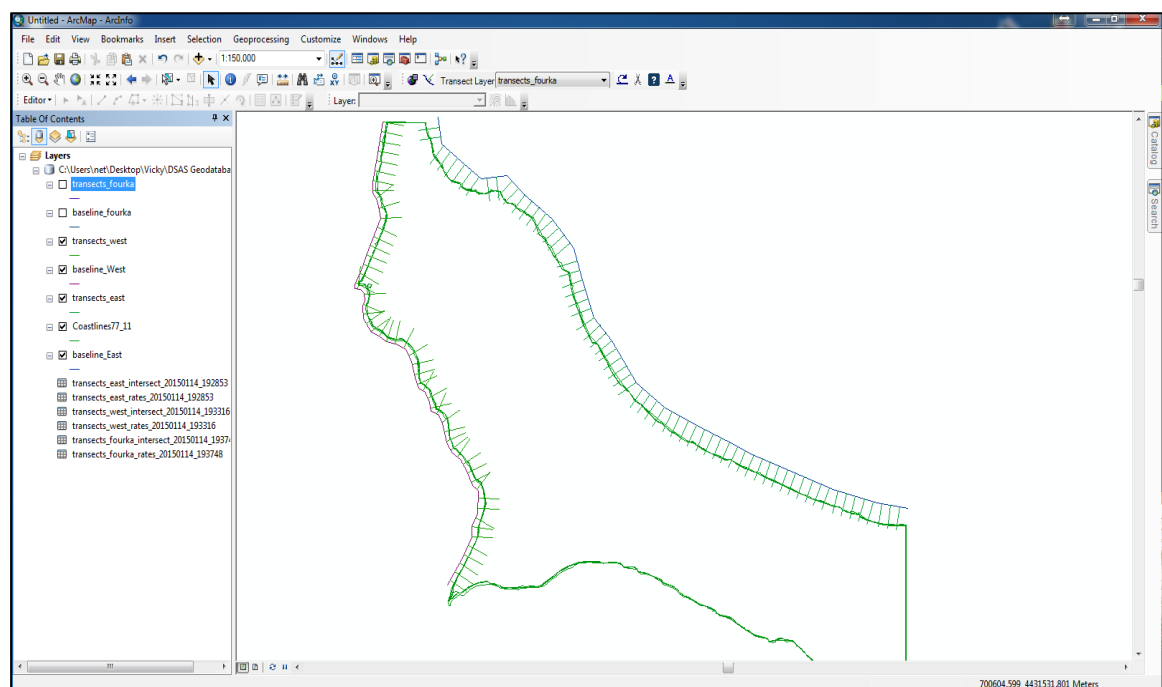 Untitled - ArcMap - ArcInfo
File Edit View Bookmarks Insert Selection Geoprocessing Customize Windows Help
1:150,000
Transect Layer transects_fourka
Editor Layer:
Table Of Contents
Layers
C:\Users\net\Desktop\Vicky\DSAS Geodataba
transects_fourka
baseline_fourka
transects_west
baseline_West
transects_east
Coastlines77_11
baseline_East
transects_east_intersect_20150114_192853
transects_east_rates_20150114_192853
transects_west_intersect_20150114_193316
transects_west_rates_20150114_193316
transects_fourka_intersect_20150114_1937
transects_fourka_rates_20150114_193748
Catalog
Search
700604.599 4431531.801 Meters